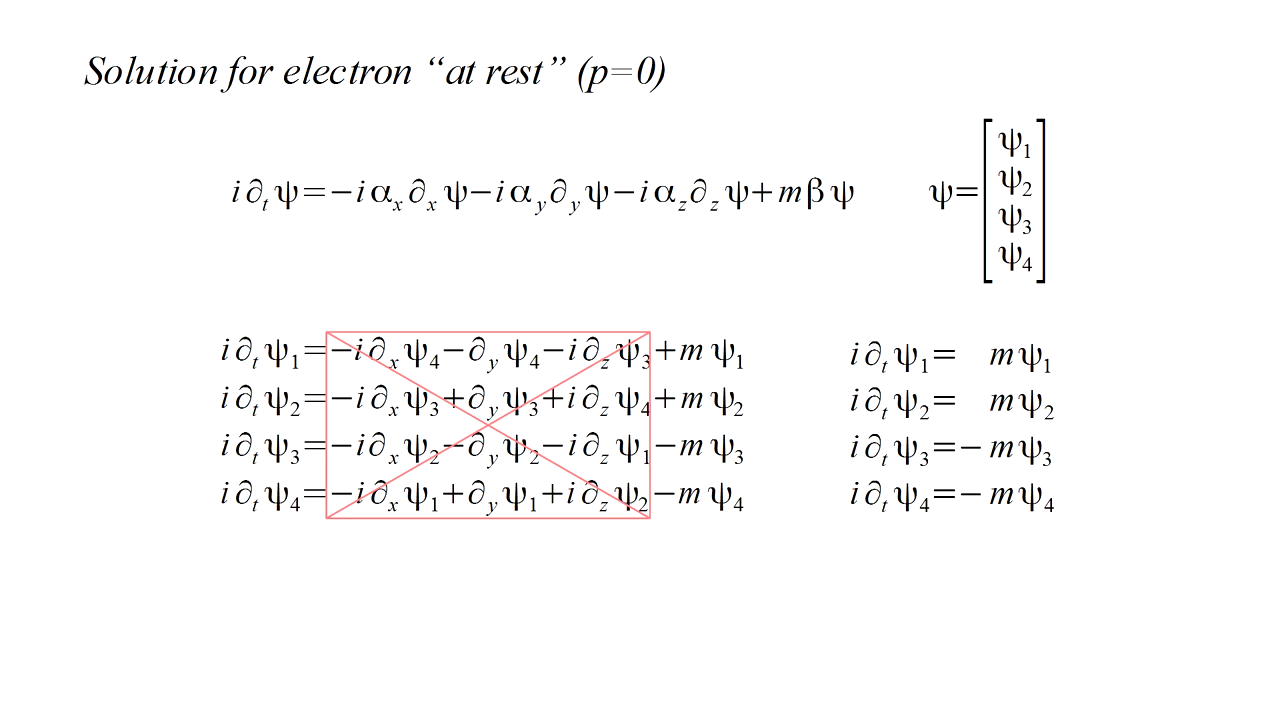 Solution for electron “at rest” (p=0)
i∂ₜψ=−iαₓ∂ₓψ−iα_y∂_yψ−iα_z∂_zψ+mβψ
ψ=[ψ₁ ψ₂ ψ₃ ψ₄]
i∂ₜψ₁=−i∂ₓψ₄−∂_yψ₄−i∂_zψ₃+mψ₁
i∂ₜψ₂=−i∂ₓψ₃+∂_yψ₃+i∂_zψ₄+mψ₂
i∂ₜψ₃=−i∂ₓψ₂−∂_yψ₂−i∂_zψ₁−mψ₃
i∂ₜψ₄=−i∂ₓψ₁+∂_yψ₁+i∂_zψ₂−mψ₄
i∂ₜψ₁= mψ₁
i∂ₜψ₂= mψ₂
i∂ₜψ₃=−mψ₃
i∂ₜψ₄=−mψ₄